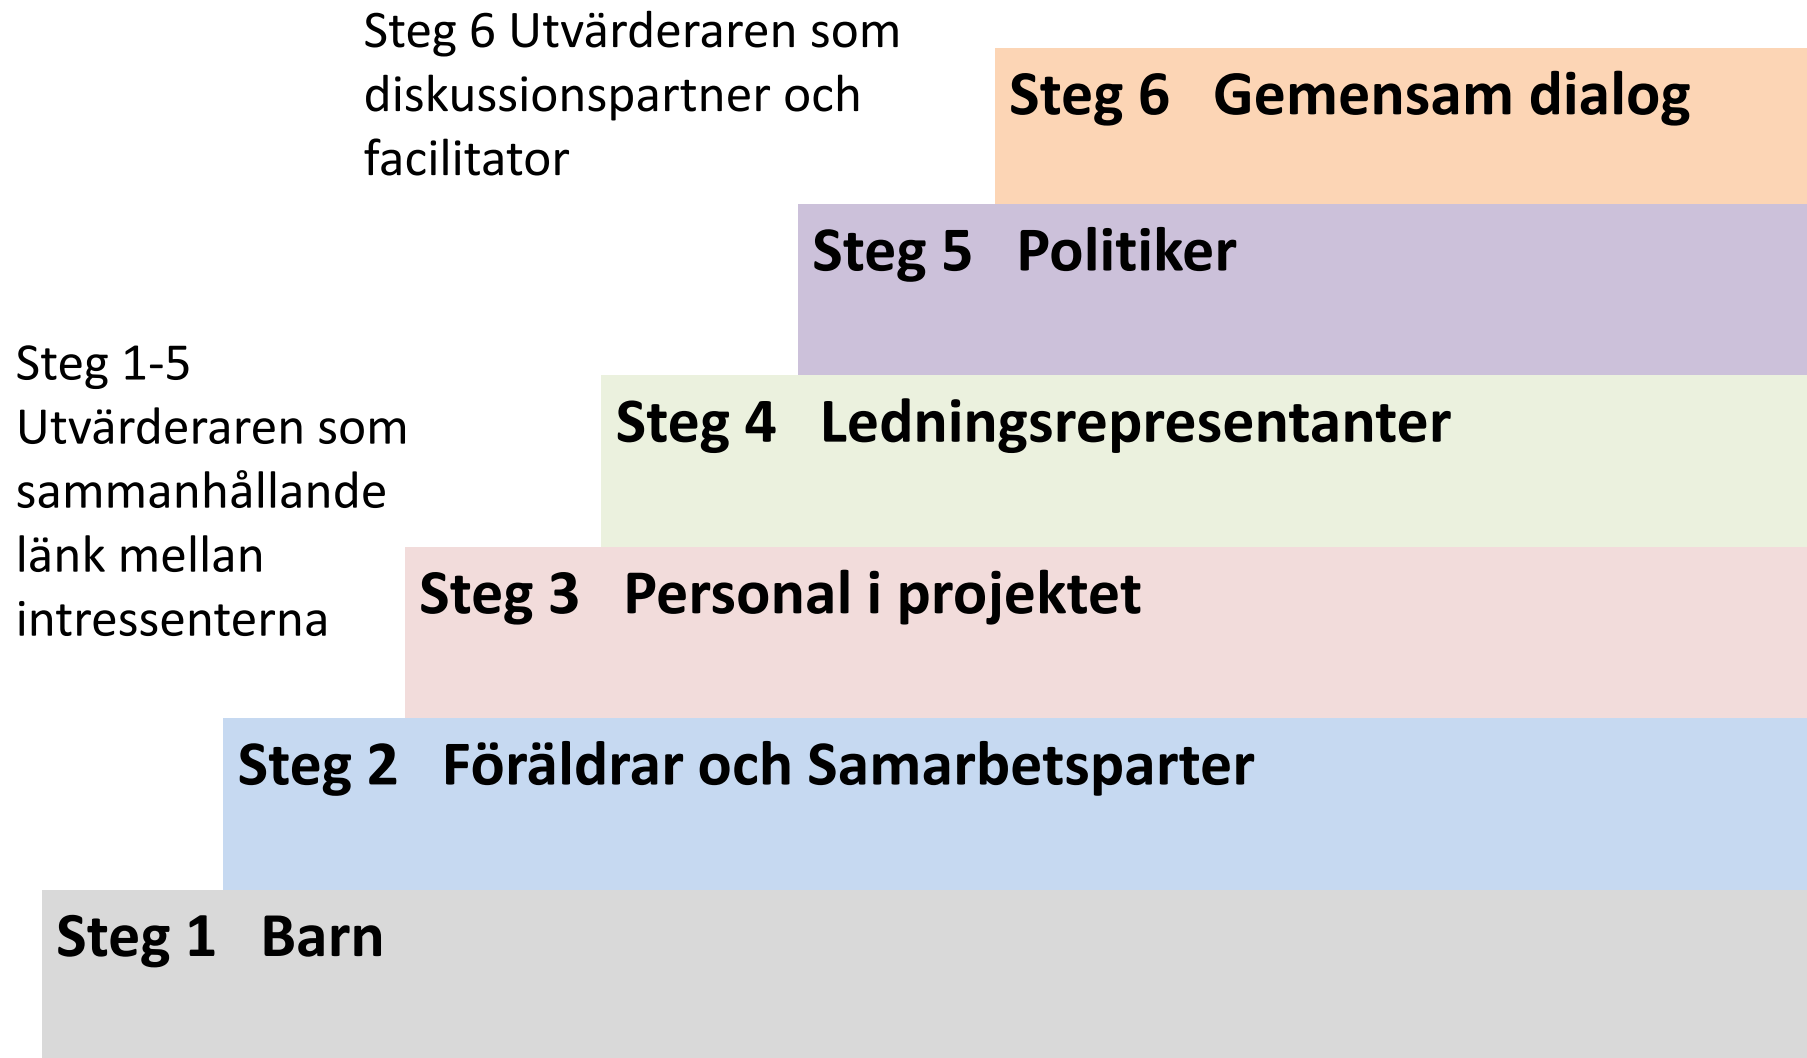 Steg 6 Utvärderaren som
diskussionspartner och
facilitator
Steg 6   Gemensam dialog
Steg 5   Politiker
Steg 1-5
Utvärderaren som
sammanhållande
länk mellan
intressenterna
Steg 4   Ledningsrepresentanter
Steg 3   Personal i projektet
Steg 2   Föräldrar och Samarbetsparter
Steg 1   Barn